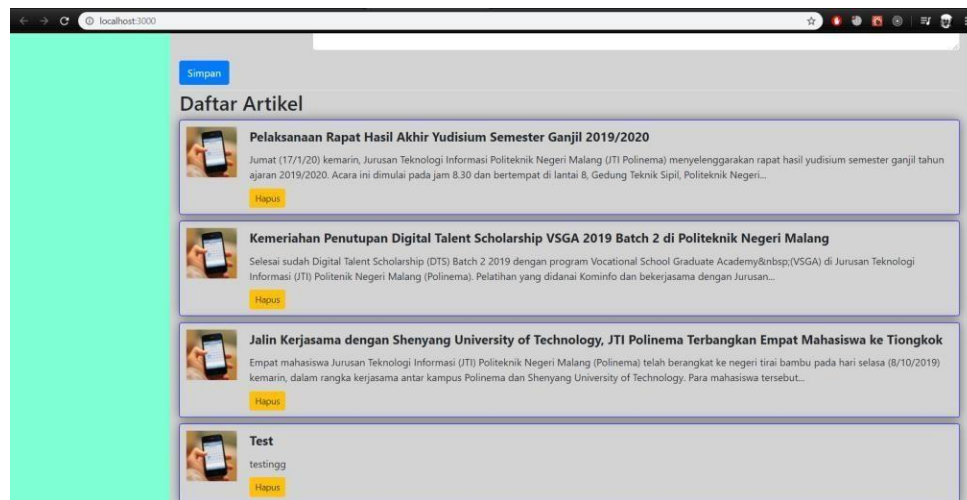 localhost:3000
Simpan
Daftar Artikel
Pelaksanaan Rapat Hasil Akhir Yudisium Semester Ganjil 2019/2020
Jumat (17/1/20) kemarin, Jurusan Teknologi Informasi Politeknik Negeri Malang (JTI Polinema) menyelenggarakan rapat hasil yudisium semester ganjil tahun
ajaran 2019/2020. Acara ini dimulai pada jam 8.30 dan bertempat di lantai 8, Gedung Teknik Sipil, Politeknik Negeri...
Hapus
Kemeriahan Penutupan Digital Talent Scholarship VSGA 2019 Batch 2 di Politeknik Negeri Malang
Selesai sudah Digital Talent Scholarship (DTS) Batch 2 2019 dengan program Vocational School Graduate Academy&nbsp;(VSGA) di Jurusan Teknologi
Informasi (JTI) Politenik Negeri Malang (Polinema). Pelatihan yang didanai Kominfo dan bekerjasama dengan Jurusan...
Hapus
Jalin Kerjasama dengan Shenyang University of Technology, JTI Polinema Terbangkan Empat Mahasiswa ke Tiongkok
Empat mahasiswa Jurusan Teknologi Informasi (JTI) Politeknik Negeri Malang (Polinema) telah berangkat ke negeri tirai bambu pada hari selasa (8/10/2019)
kemarin, dalam rangka kerjasama antar kampus Polinema dan Shenyang University of Technology. Para mahasiswa tersebut...
Hapus
Test
testingg
Hapus